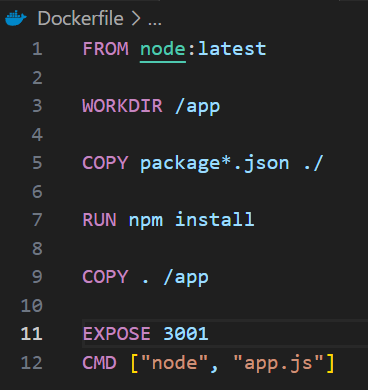 Dockerfile > ...
1 FROM node:latest
2
3 WORKDIR /app
4
5 COPY package*.json ./
6
7 RUN npm install
8
9 COPY . /app
10
11 EXPOSE 3001
12 CMD ["node", "app.js"]